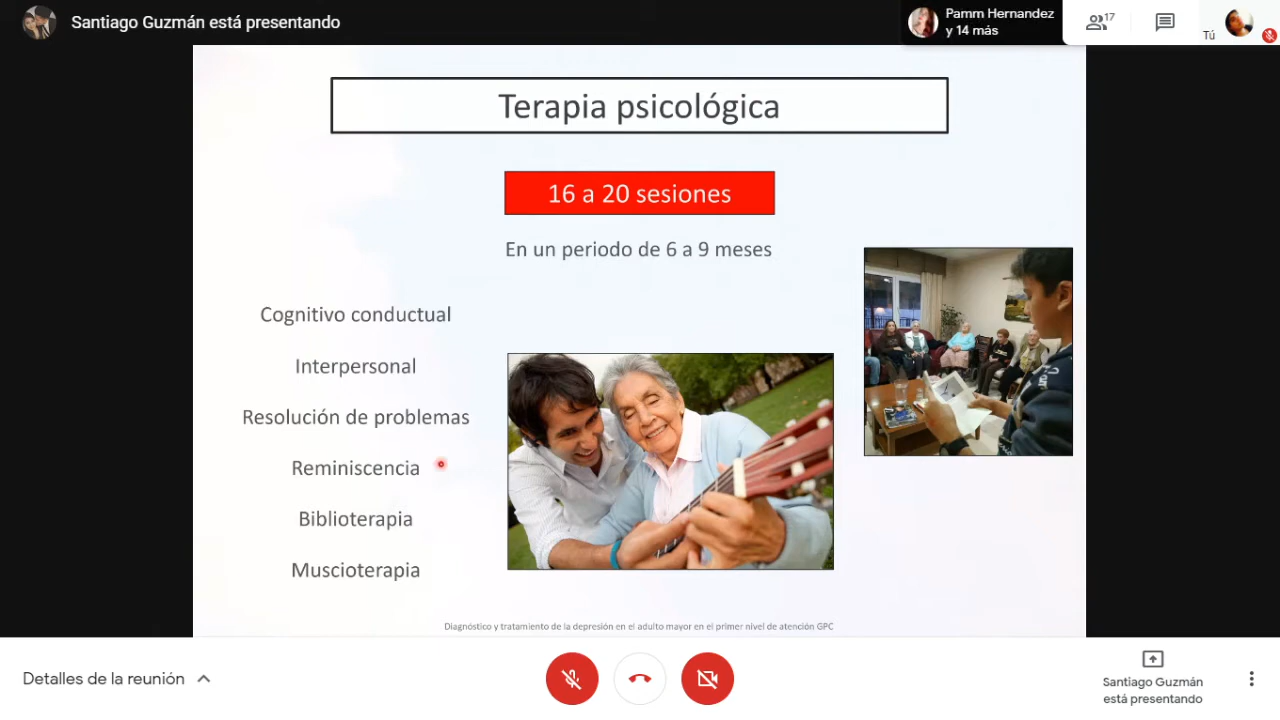 Santiago Guzmán está presentando
Pamm Hernandez
y 14 más
17
Tú
Terapia psicológica
16 a 20 sesiones
En un periodo de 6 a 9 meses
Cognitivo conductual
Interpersonal
Resolución de problemas
Reminiscencia
Biblioterapia
Muscioterapia
Diagnóstico y tratamiento de la depresión en el adulto mayor en el primer nivel de atención GPC
Detalles de la reunión
Santiago Guzmán
está presentando